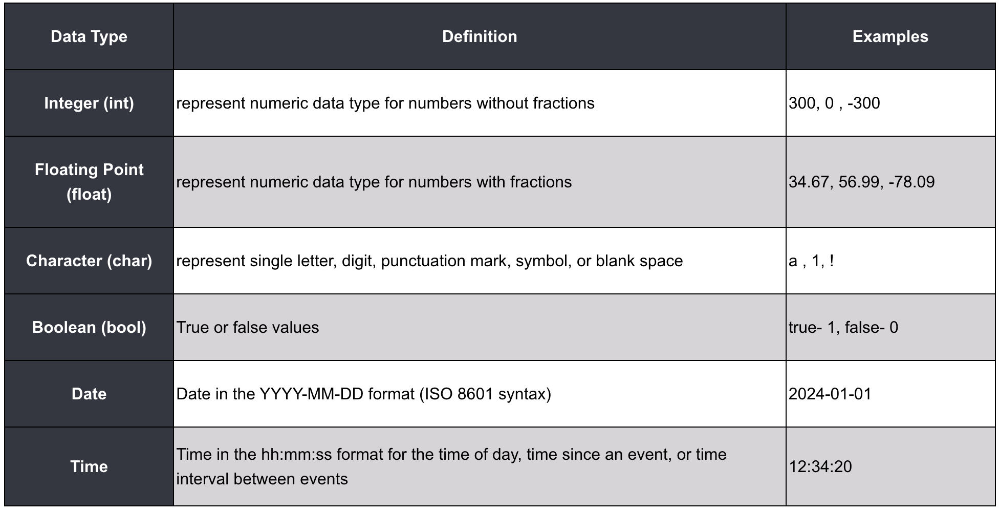 Data Type
Definition
Examples
Integer (int)
represent numeric data type for numbers without fractions
300, 0 , -300
Floating Point
(float)
represent numeric data type for numbers with fractions
34.67, 56.99, -78.09
Character (char)
represent single letter, digit, punctuation mark, symbol, or blank space
a , 1, !
Boolean (bool)
True or false values
true- 1, false- 0
Date
Date in the YYYY-MM-DD format (ISO 8601 syntax)
2024-01-01
Time
Time in the hh:mm:ss format for the time of day, time since an event, or time
interval between events
12:34:20